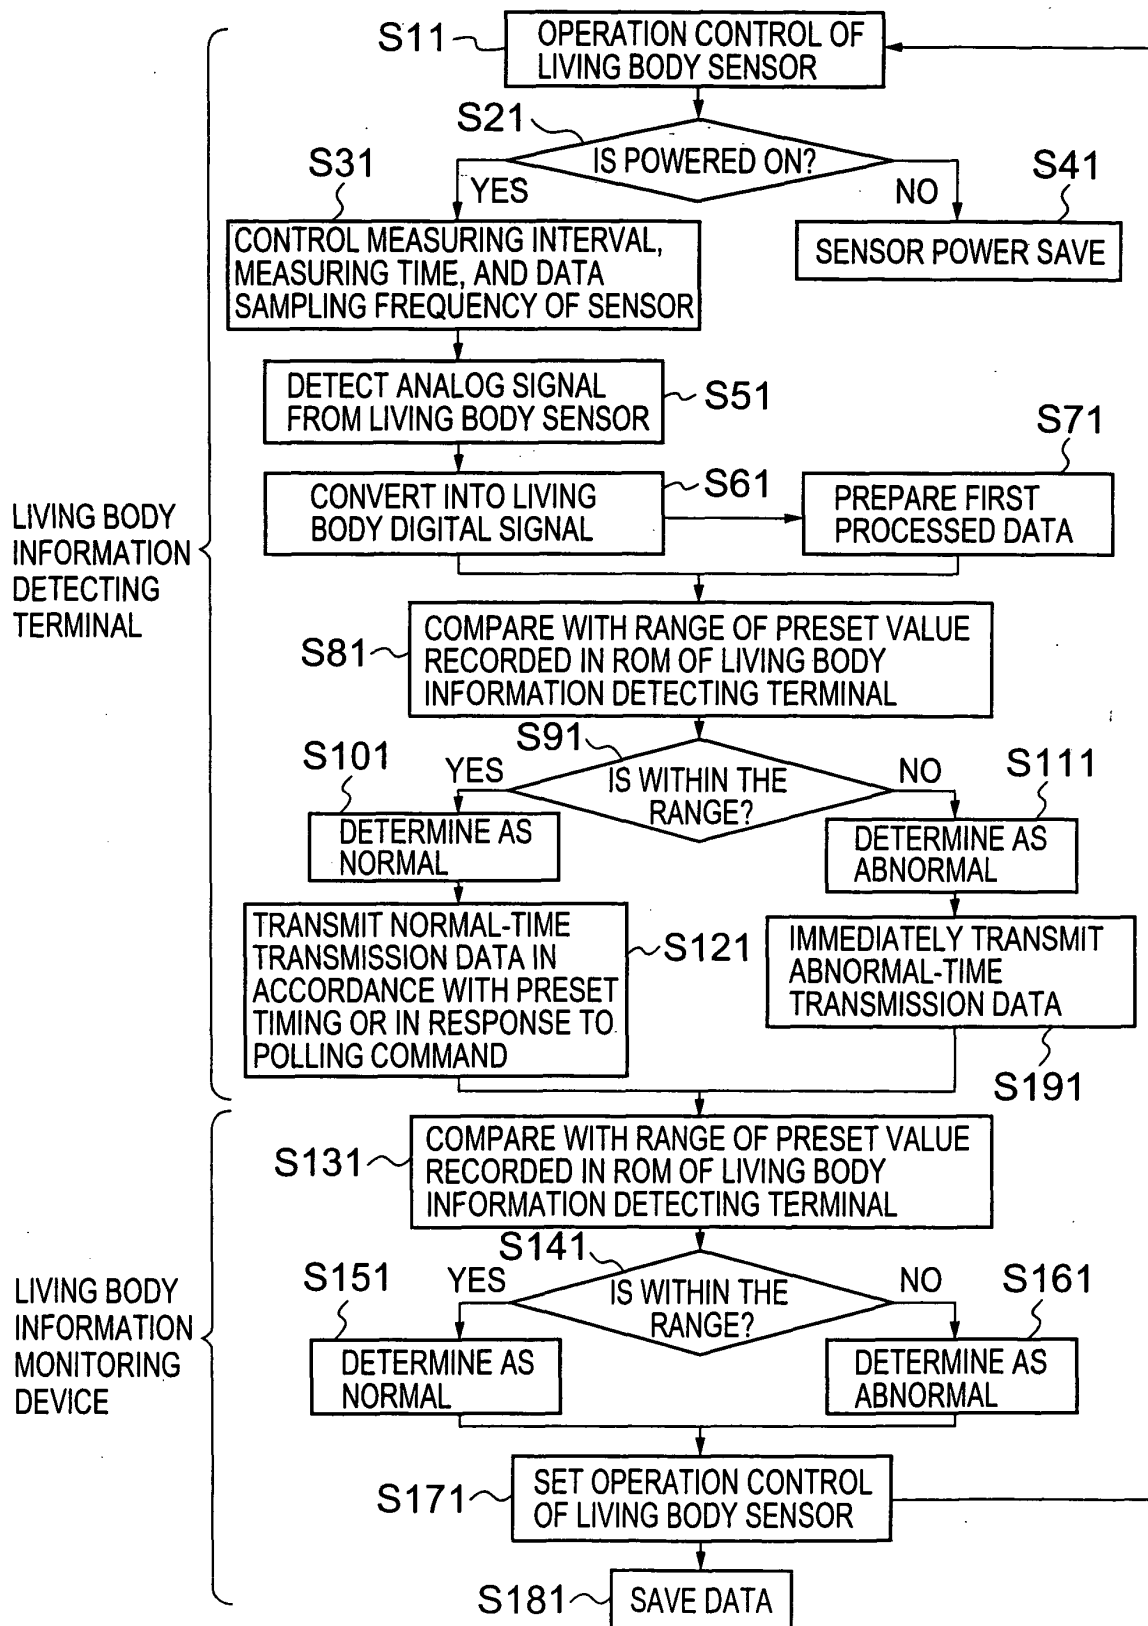 S11
OPERATION CONTROL OF
LIVING BODY SENSOR
S21
IS POWERED ON?
YES
NO
S31
CONTROL MEASURING INTERVAL,
MEASURING TIME, AND DATA
SAMPLING FREQUENCY OF SENSOR
S41
SENSOR POWER SAVE
DETECT ANALOG SIGNAL
FROM LIVING BODY SENSOR
S51
CONVERT INTO LIVING
BODY DIGITAL SIGNAL
S61
S71
PREPARE FIRST
PROCESSED DATA
LIVING BODY
INFORMATION
DETECTING
TERMINAL
S81
COMPARE WITH RANGE OF PRESET VALUE
RECORDED IN ROM OF LIVING BODY
INFORMATION DETECTING TERMINAL
S91
IS WITHIN THE
RANGE?
YES
NO
S101
DETERMINE AS
NORMAL
S111
DETERMINE AS
ABNORMAL
TRANSMIT NORMAL-TIME
TRANSMISSION DATA IN
ACCORDANCE WITH PRESET
TIMING OR IN RESPONSE TO
POLLING COMMAND
S121
IMMEDIATELY TRANSMIT
ABNORMAL-TIME
TRANSMISSION DATA
S191
S131
COMPARE WITH RANGE OF PRESET VALUE
RECORDED IN ROM OF LIVING BODY
INFORMATION DETECTING TERMINAL
S141
IS WITHIN THE
RANGE?
YES
NO
S151
DETERMINE AS
NORMAL
S161
DETERMINE AS
ABNORMAL
LIVING BODY
INFORMATION
MONITORING
DEVICE
S171
SET OPERATION CONTROL
OF LIVING BODY SENSOR
S181
SAVE DATA